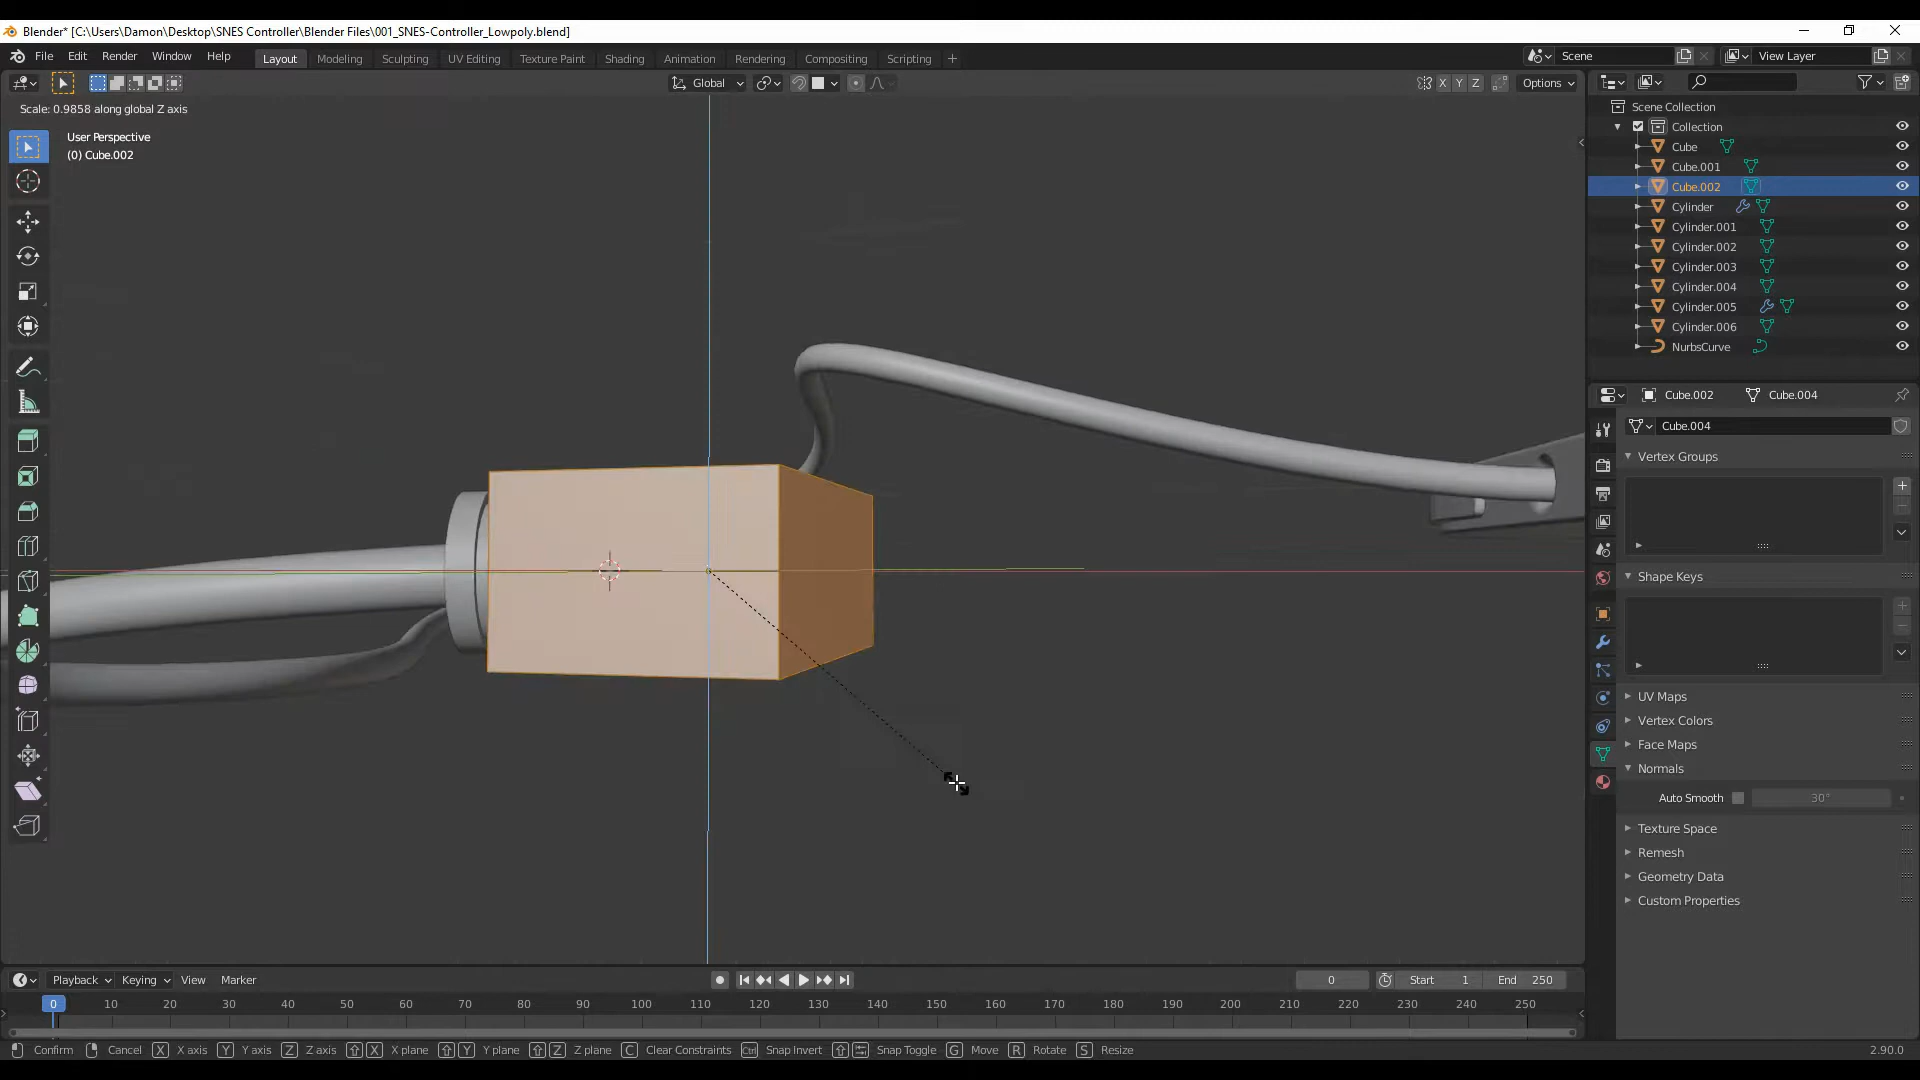 Blender* [C:\Users\Damon\Desktop\SNES Controller\Blender Files\001_SNES-Controller_Lowpoly.blend]
File Edit Render Window Help Layout Modeling Sculpting UV Editing Texture Paint Shading Animation Rendering Compositing Scripting + Scene View Layer
Global X Y Z Options
Scale: 0.9858 along global Z axis
User Perspective
(0) Cube.002
Scene Collection
Collection
Cube
Cube.001
Cube.002
Cylinder
Cylinder.001
Cylinder.002
Cylinder.003
Cylinder.004
Cylinder.005
Cylinder.006
NurbsCurve
Cube.002 Cube.004
Cube.004
Vertex Groups
Shape Keys
UV Maps
Vertex Colors
Face Maps
Normals
Auto Smooth 30°
Texture Space
Remesh
Geometry Data
Custom Properties
Playback Keying View Marker 0 Start 1 End 250
0 10 20 30 40 50 60 70 80 90 100 110 120 130 140 150 160 170 180 190 200 210 220 230 240 250
Confirm Cancel X X axis Y Y axis Z Z axis X X plane Y Y plane Z Z plane C Clear Constraints Ctrl Snap Invert Snap Toggle G Move R Rotate S Resize 2.90.0